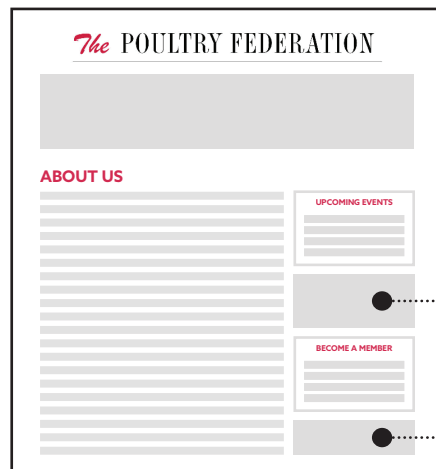 The POULTRY FEDERATION
ABOUT US
UPCOMING EVENTS
BECOME A MEMBER